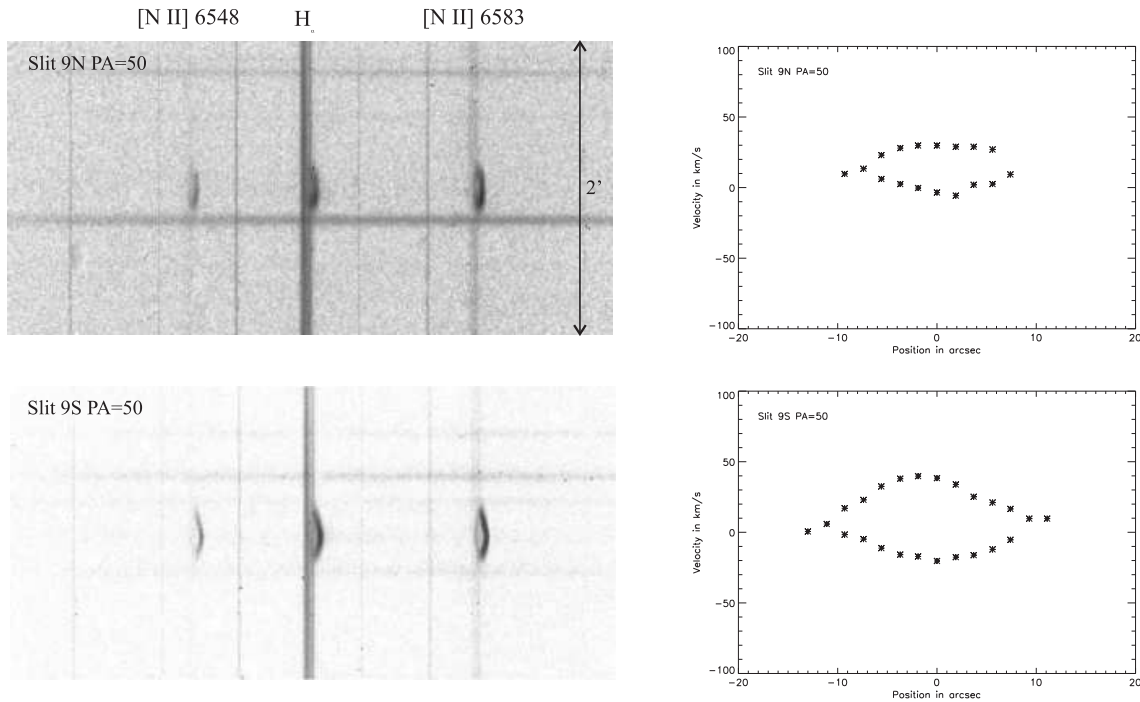 [N II] 6548 Hα [N II] 6583
Slit 9N PA=50
2’
Slit 9N PA=50
100
50
0
−50
−100
Velocity in km/s
−20 −10 0 10 20
Position in arcsec
Slit 9S PA=50
Slit 9S PA=50
100
50
0
−50
−100
Velocity in km/s
−20 −10 0 10 20
Position in arcsec